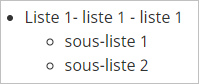 • Liste 1- liste 1 - liste 1
○ sous-liste 1
○ sous-liste 2